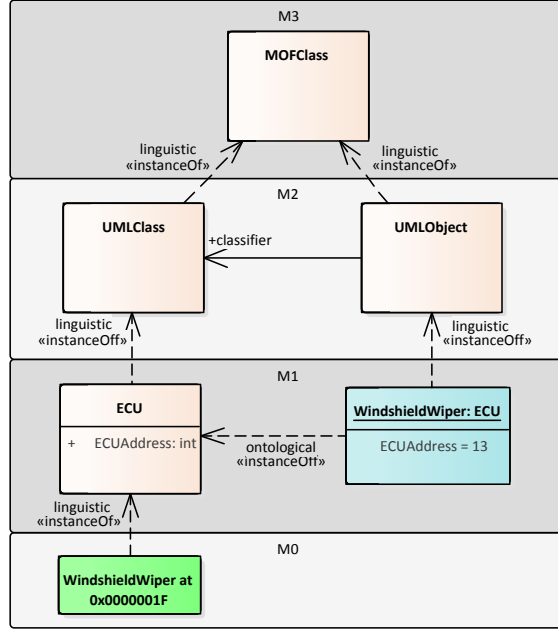 M3
MOFClass
linguistic
«instanceOf»
linguistic
«instanceOf»
M2
UMLClass
+classifier
UMLObject
linguistic
«instanceOff»
linguistic
«instanceOff»
M1
ECU
+ ECUAddress: int
WindshieldWiper: ECU
ECUAddress = 13
ontological
«instanceOff»
linguistic
«instanceOf»
M0
WindshieldWiper at
0x0000001F